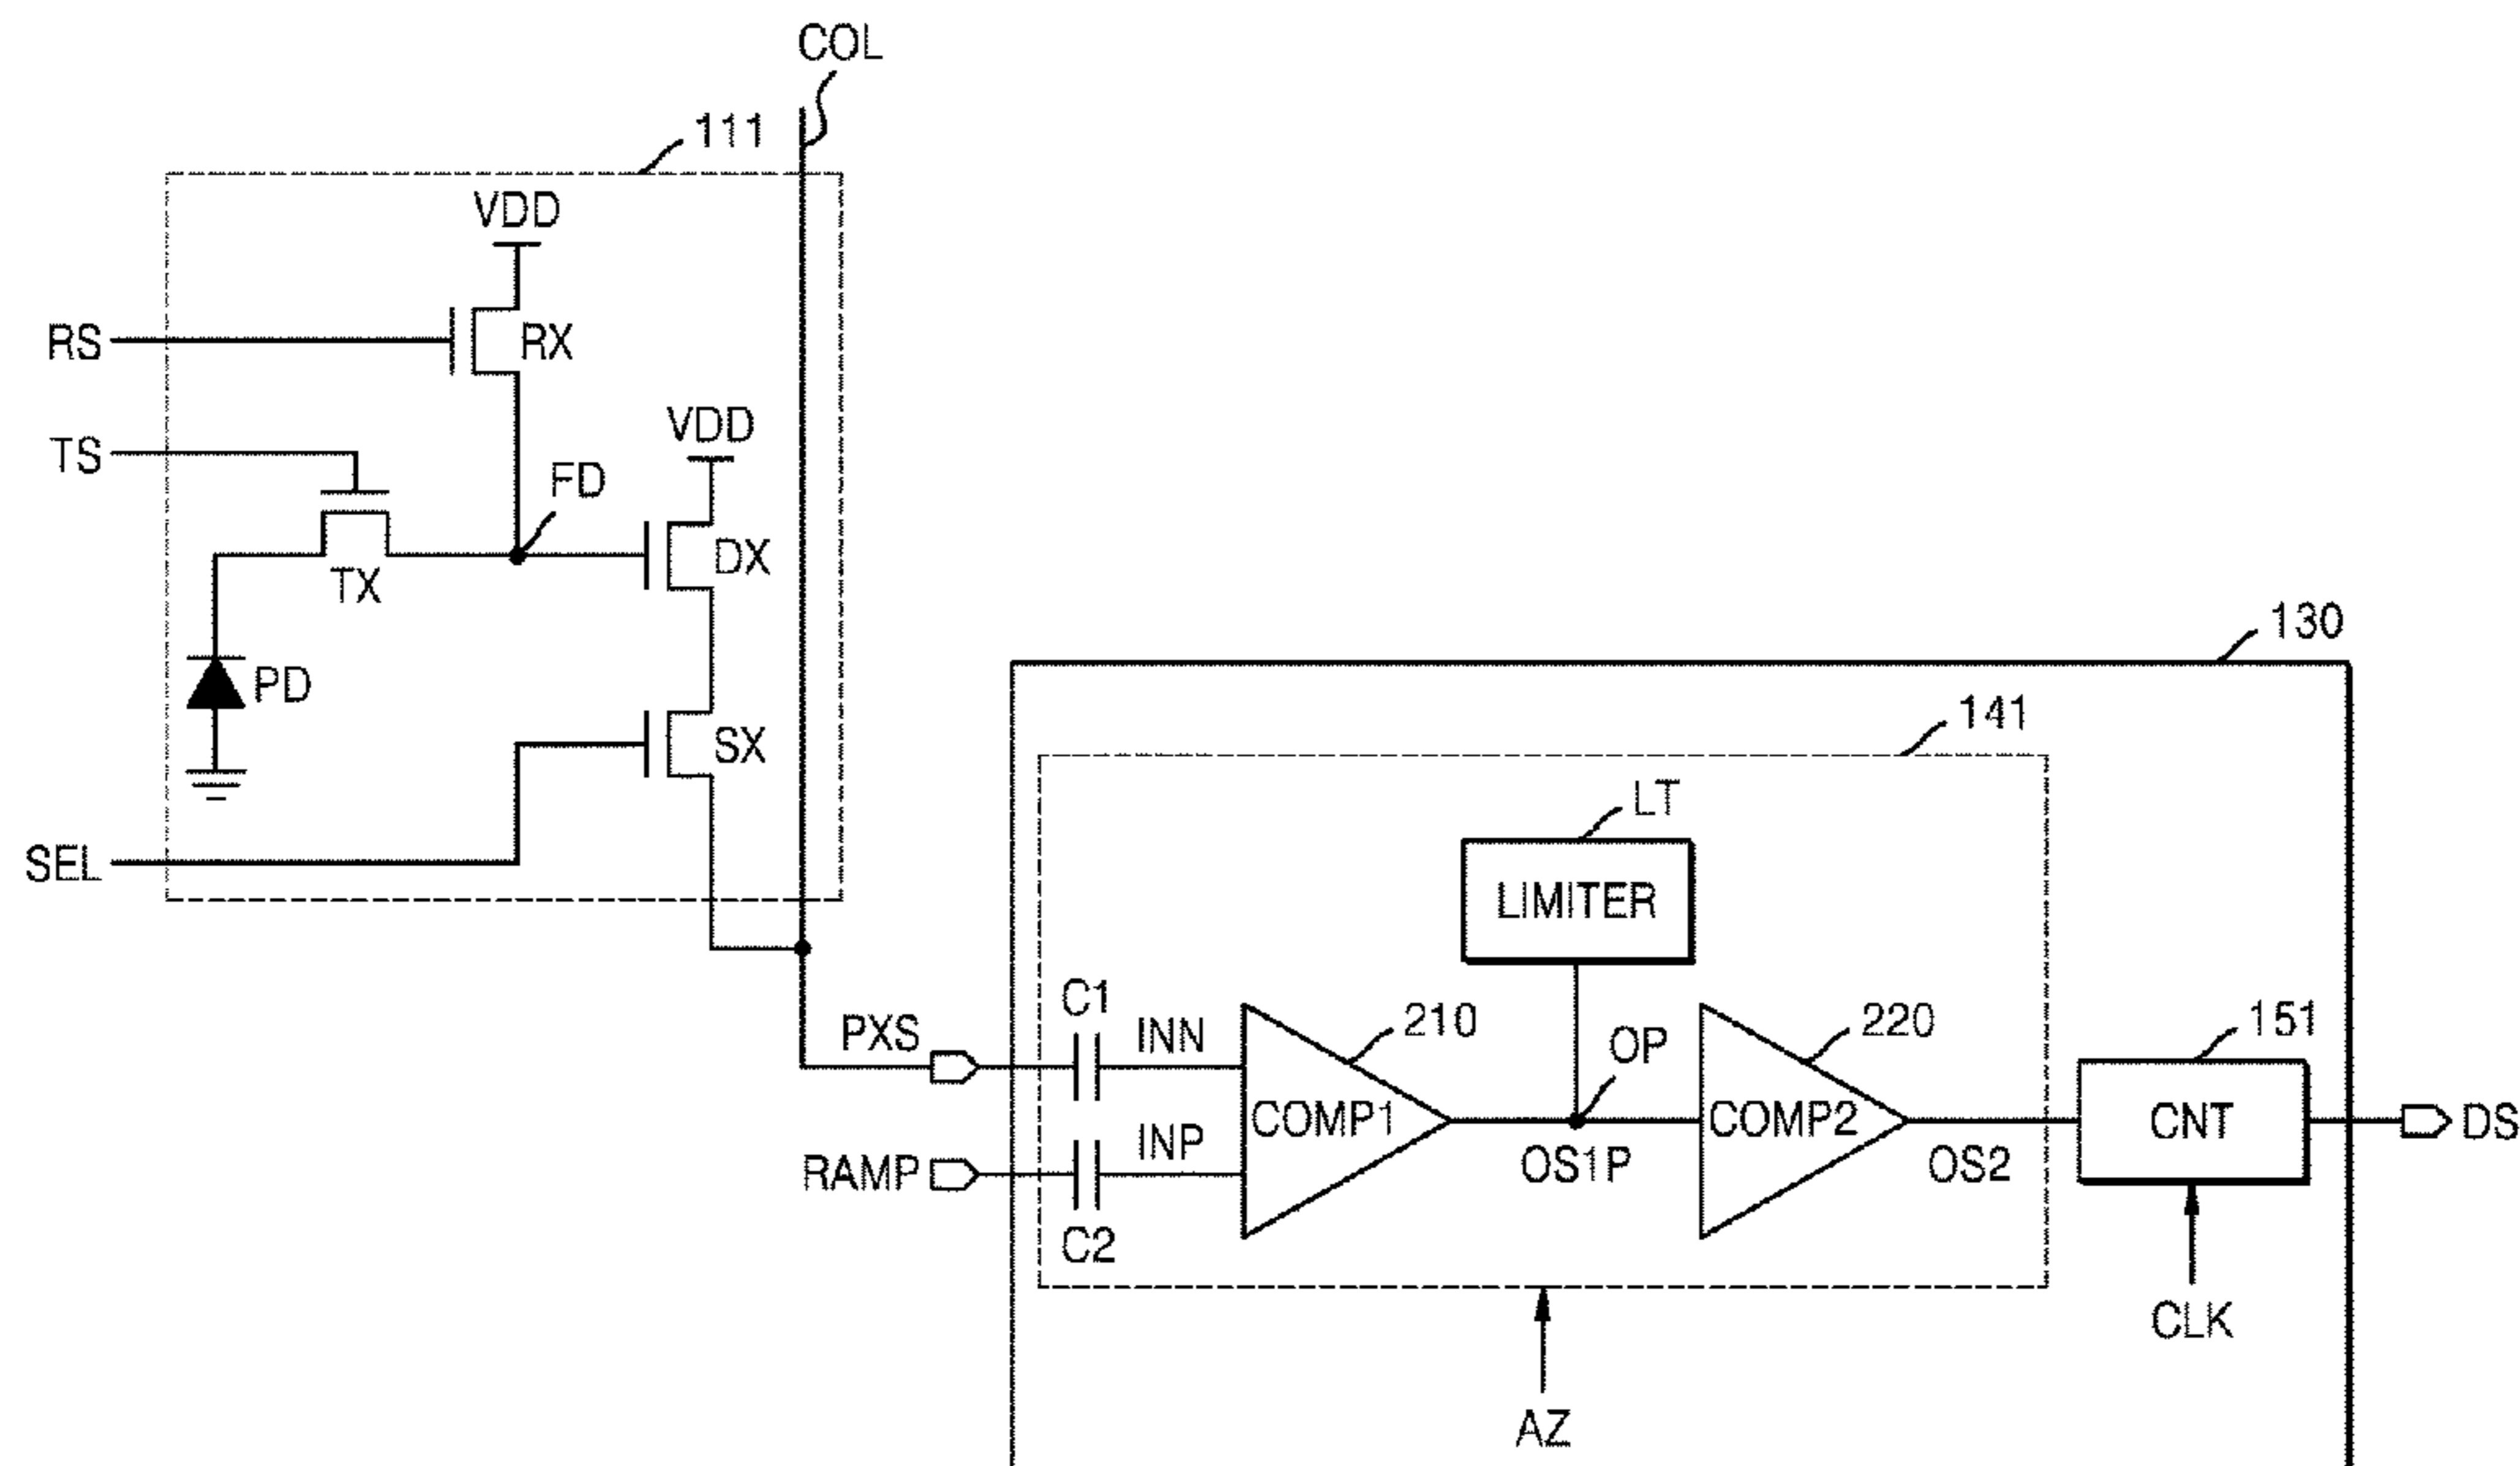 COL
111
VDD
RS
RX
VDD
TS
FD
DX
TX
130
PD
141
SX
LT
SEL
LIMITER
C1
210
220
151
PXS
INN
OP
COMP1
COMP2
CNT
DS
INP
RAMP
OS1P
OS2
C2
CLK
AZ